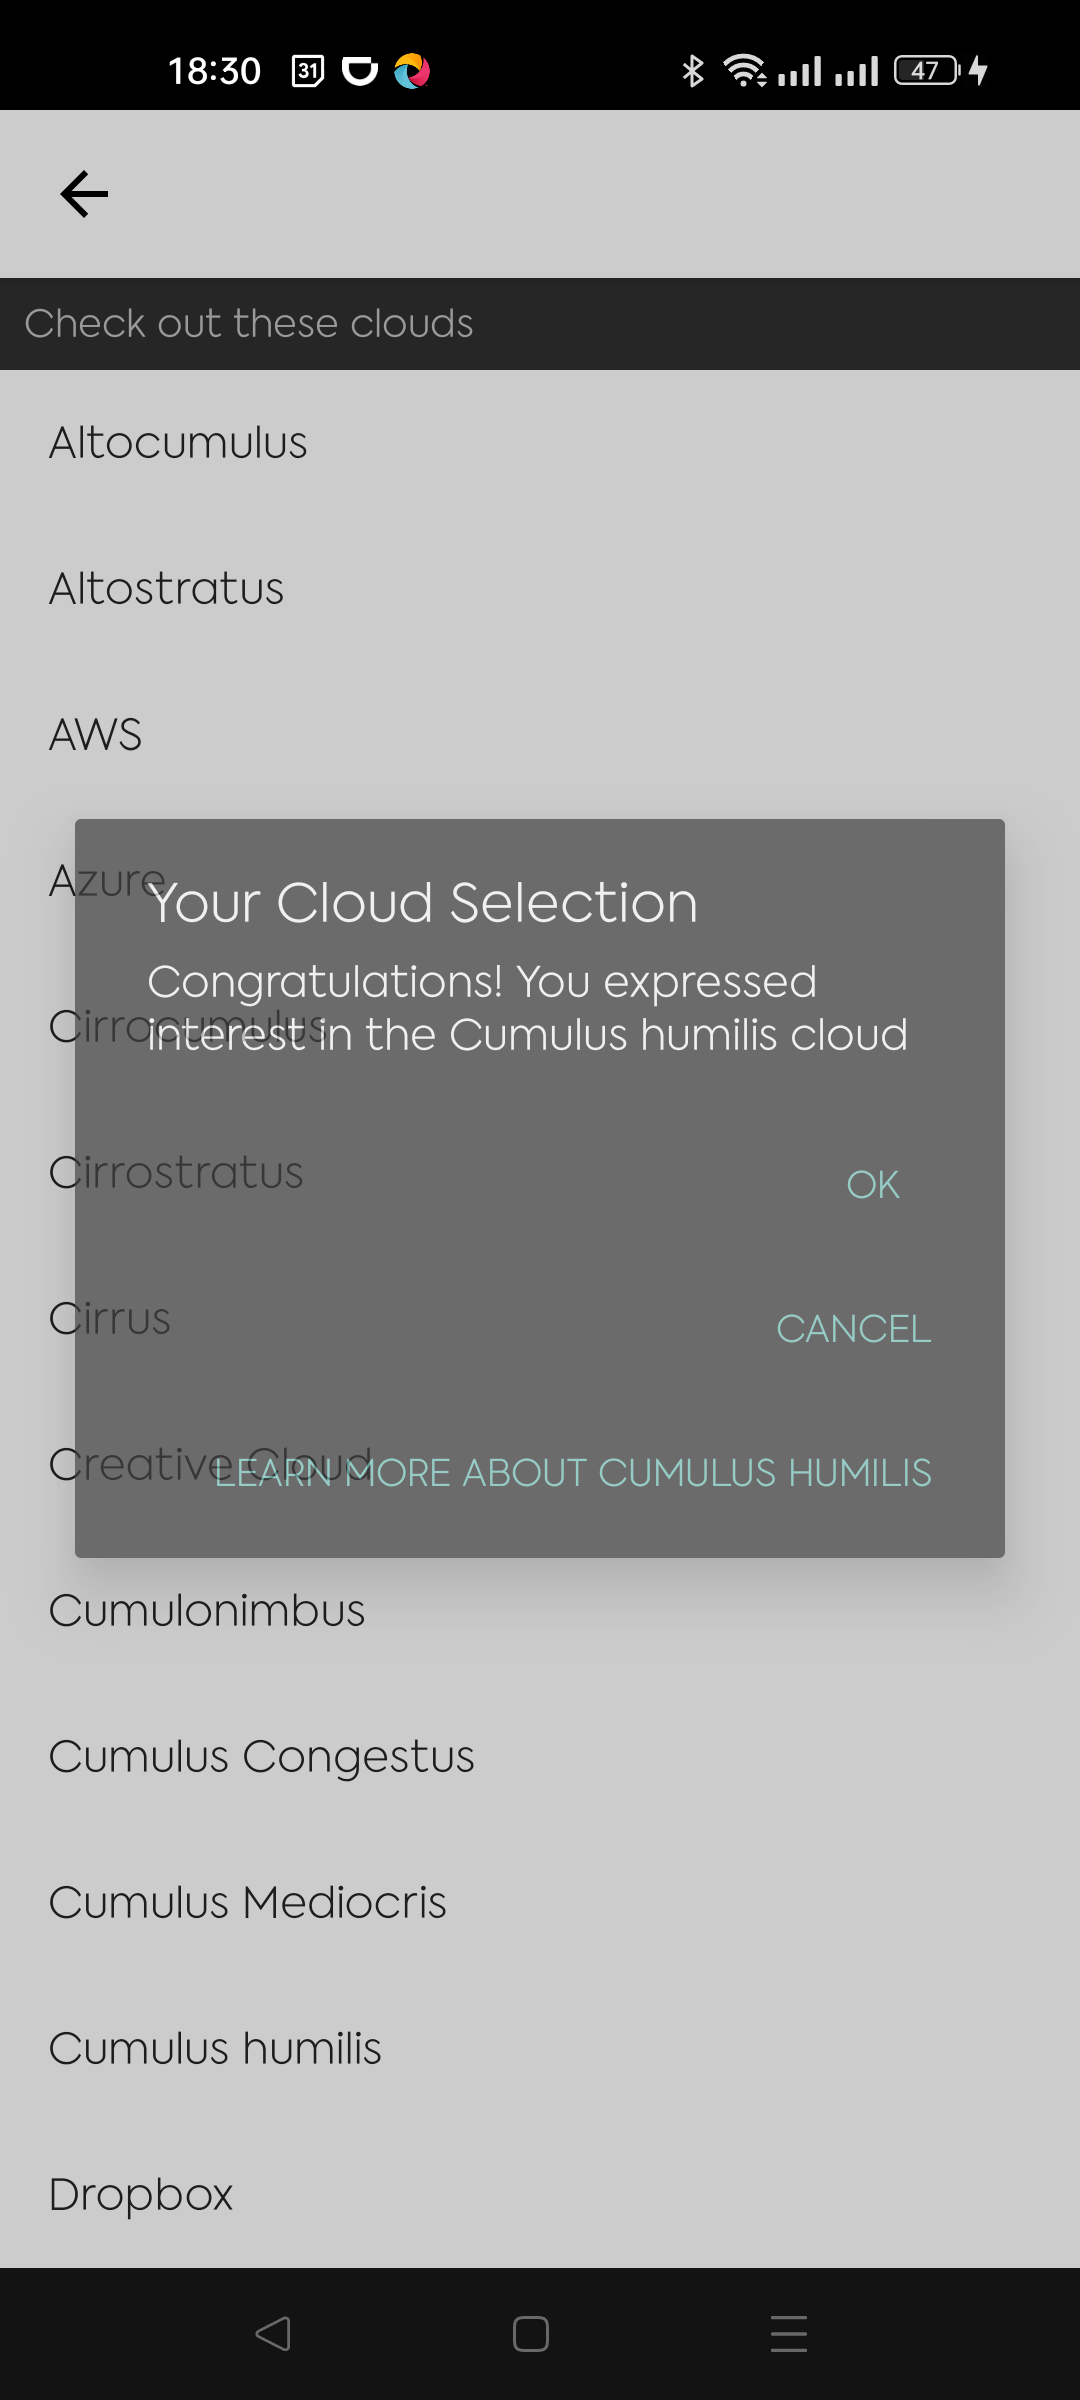 18:30 31 47
Check out these clouds
Altocumulus
Altostratus
AWS
Azure
Your Cloud Selection
Congratulations! You expressed
Cirrocumulus
interest in the Cumulus humilis cloud
Cirrostratus
OK
Cirrus
CANCEL
Creative Cloud
LEARN MORE ABOUT CUMULUS HUMILIS
Cumulonimbus
Cumulus Congestus
Cumulus Mediocris
Cumulus humilis
Dropbox